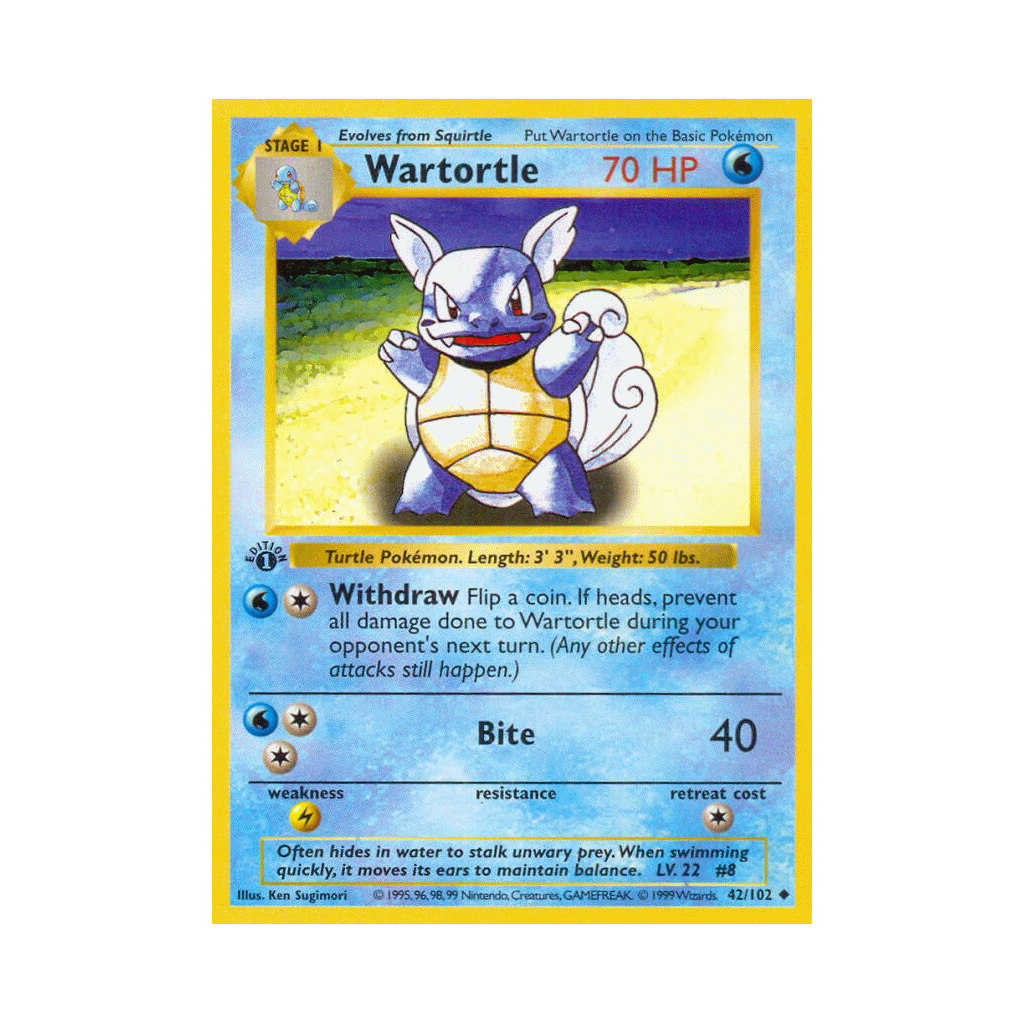 Evolves from Squirtle Put Wartortle on the Basic Pokémon
STAGE 1
Wartortle 70 HP
EDITION
1
Turtle Pokémon. Length: 3' 3", Weight: 50 lbs.
Withdraw Flip a coin. If heads, prevent
all damage done to Wartortle during your
opponent's next turn. (Any other effects of
attacks still happen.)
Bite 40
weakness resistance retreat cost
Often hides in water to stalk unwary prey. When swimming
quickly, it moves its ears to maintain balance. LV. 22 #8
Illus. Ken Sugimori © 1995, 96, 98, 99 Nintendo, Creatures, GAMEFREAK. © 1999 Wizards. 42/102